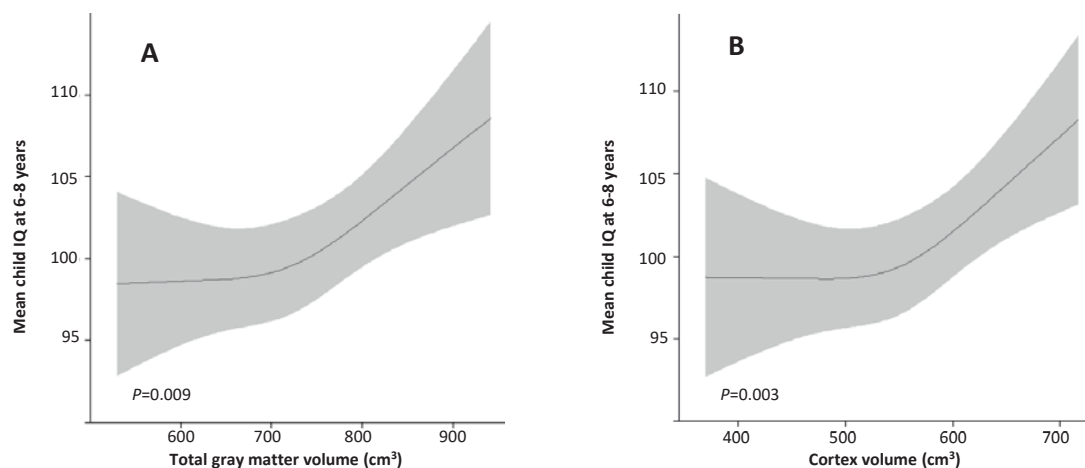 A
Mean child IQ at 6-8 years
110
105
100
95
P=0.009
600 700 800 900
Total gray matter volume (cm³)
B
Mean child IQ at 6-8 years
110
105
100
95
P=0.003
400 500 600 700
Cortex volume (cm³)